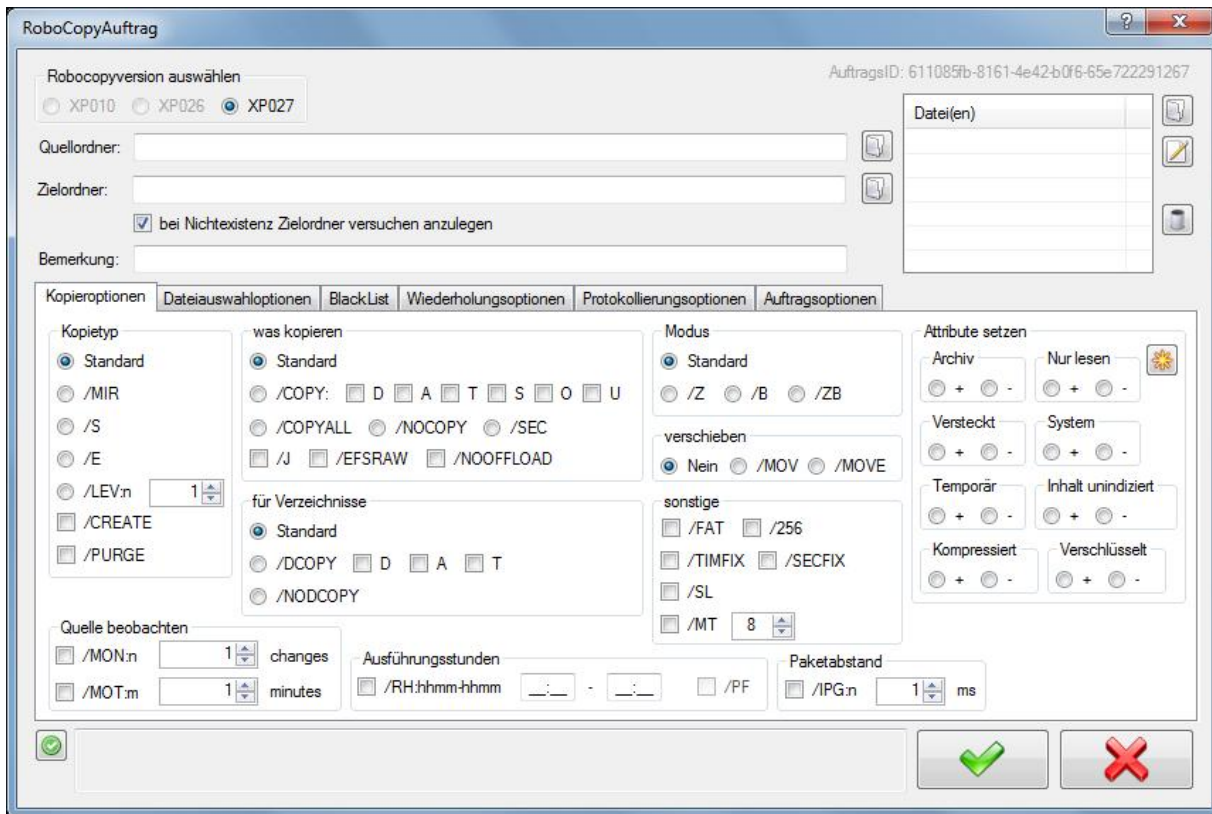 RoboCopyAuftrag
?
AuftragsID: 611085fb-8161-4e42-b0f6-65e722291267
Robocopyversion auswählen
XP010 XP026 XP027
Datei(en)
Quellordner:
Zielordner:
bei Nichtexistenz Zielordner versuchen anzulegen
Bemerkung:
Kopieroptionen Dateiauswahloptionen BlackList Wiederholungsoptionen Protokollierungsoptionen Auftragsoptionen
Kopietyp
Standard
/MIR
/S
/E
/LEV:n 1
/CREATE
/PURGE
was kopieren
Standard
/COPY: D A T S O U
/COPYALL /NOCOPY /SEC
/J /EFSRAW /NOOFFLOAD
für Verzeichnisse
Standard
/DCOPY D A T
/NODCOPY
Modus
Standard
/Z /B /ZB
verschieben
Nein /MOV /MOVE
sonstige
/FAT /256
/TIMFIX /SECFIX
/SL
/MT 8
Attribute setzen
Archiv Nur lesen
+ - + -
Versteckt System
+ - + -
Temporär Inhalt unindiziert
+ - + -
Kompressiert Verschlüsselt
+ - + -
Quelle beobachten
/MON:n 1 changes
/MOT:m 1 minutes
Ausführungsstunden
/RH:hhmm-hhmm __:__ - __:__ /PF
Paketabstand
/IPG:n 1 ms